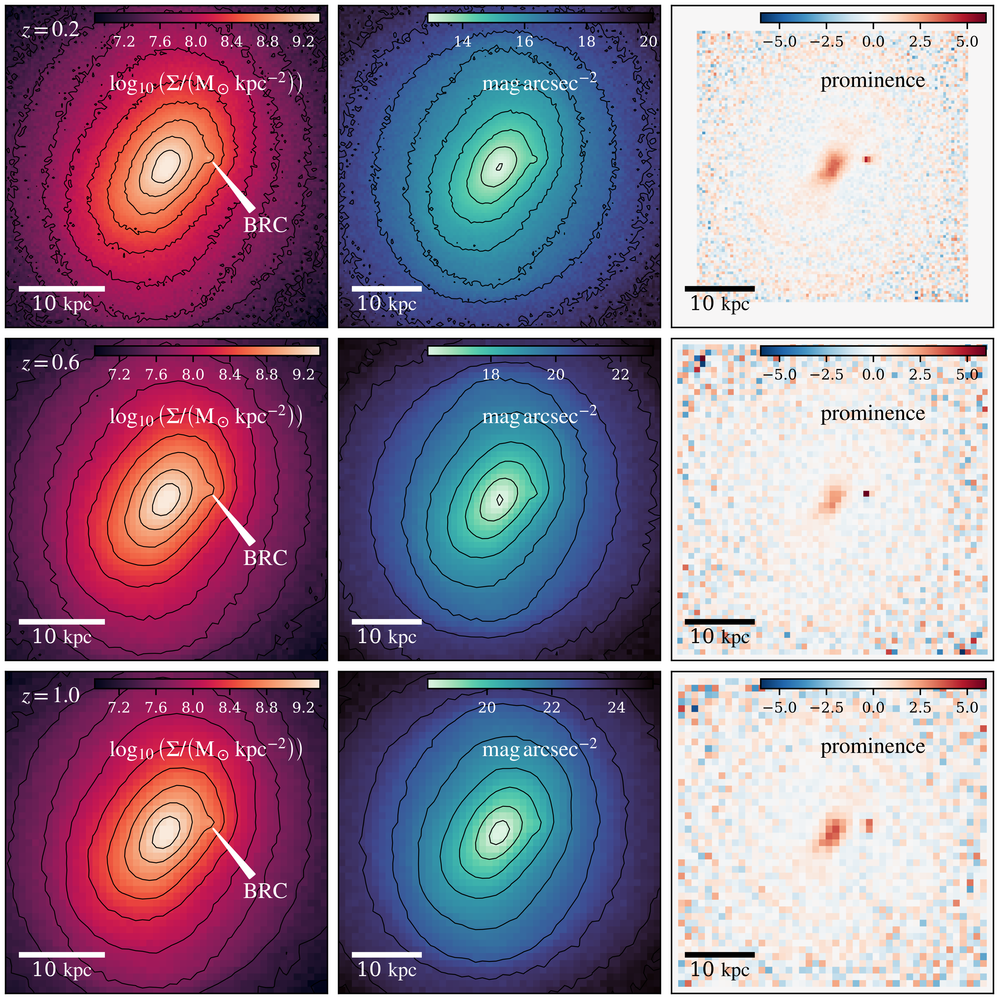 z = 0.2
7.2 7.6 8.0 8.4 8.8 9.2
log₁₀ (Σ/(M⊙ kpc⁻²))
BRC
10 kpc
14 16 18 20
mag arcsec⁻²
10 kpc
−5.0 −2.5 0.0 2.5 5.0
prominence
10 kpc
z = 0.6
7.2 7.6 8.0 8.4 8.8 9.2
log₁₀ (Σ/(M⊙ kpc⁻²))
BRC
10 kpc
18 20 22
mag arcsec⁻²
10 kpc
−5.0 −2.5 0.0 2.5 5.0
prominence
10 kpc
z = 1.0
7.2 7.6 8.0 8.4 8.8 9.2
log₁₀ (Σ/(M⊙ kpc⁻²))
BRC
10 kpc
20 22 24
mag arcsec⁻²
10 kpc
−5.0 −2.5 0.0 2.5 5.0
prominence
10 kpc